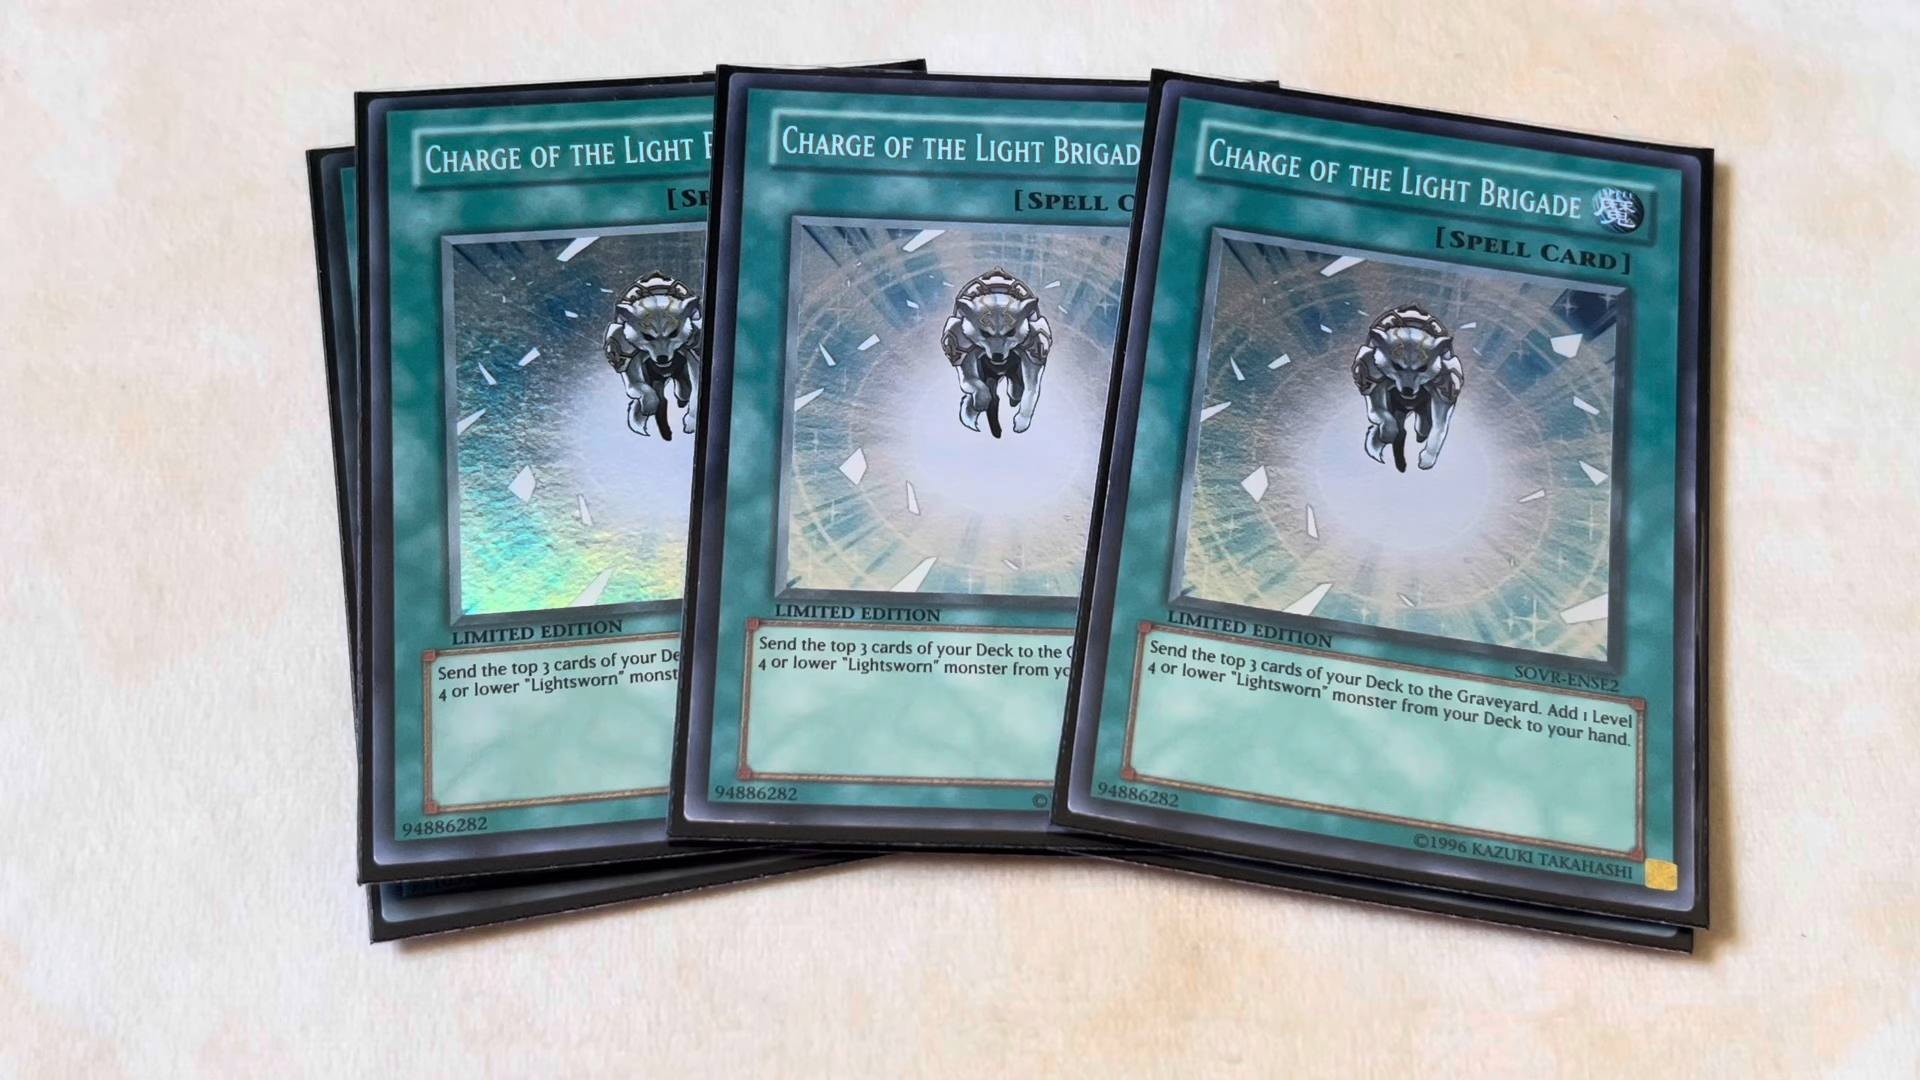 CHARGE OF THE LIGHT
[SP
LIMITED EDITION
Send the top 3 cards of your De
4 or lower "Lightsworn" monst
94886282
CHARGE OF THE LIGHT BRIGAD
[SPELL C
LIMITED EDITION
Send the top 3 cards of your Deck to the
4 or lower "Lightsworn" monster from yo
94886282
©
CHARGE OF THE LIGHT BRIGADE 魔
[SPELL CARD]
LIMITED EDITION
SOVR-ENSE2
Send the top 3 cards of your Deck to the Graveyard. Add 1 Level
4 or lower "Lightsworn" monster from your Deck to your hand.
94886282
©1996 KAZUKI TAKAHASHI